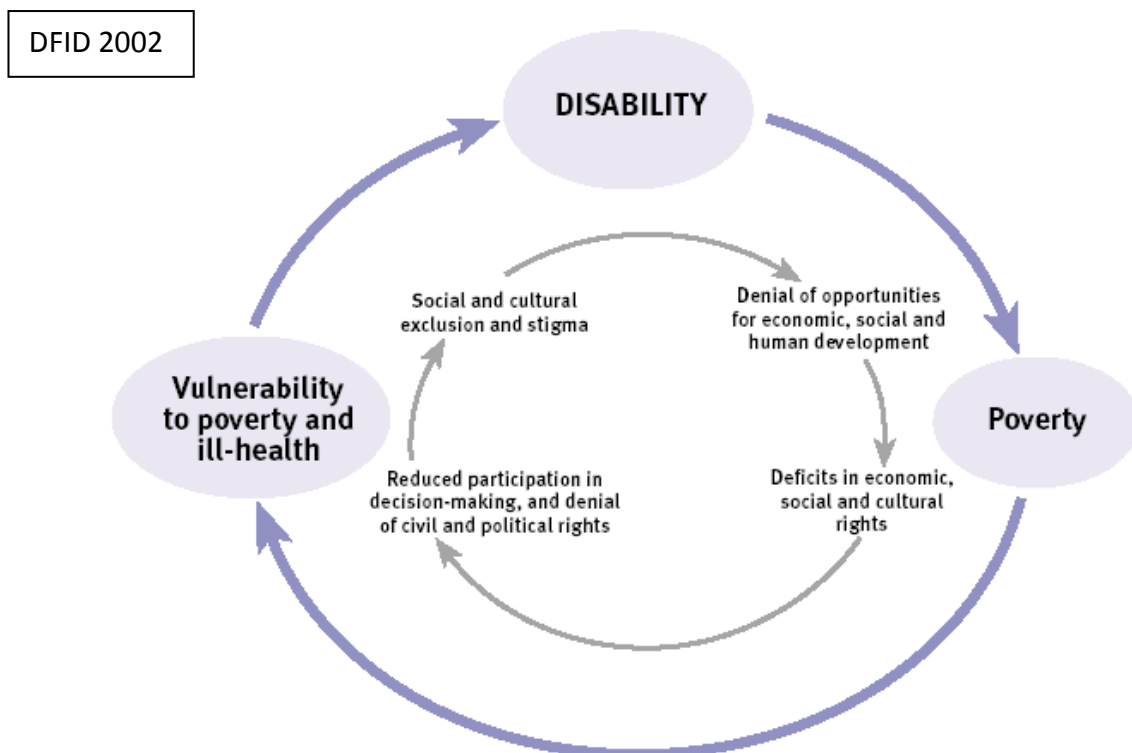 DFID 2002
DISABILITY
Social and cultural
exclusion and stigma
Denial of opportunities
for economic, social and
human development
Vulnerability
to poverty and
ill-health
Poverty
Reduced participation in
decision-making, and denial
of civil and political rights
Deficits in economic,
social and cultural
rights